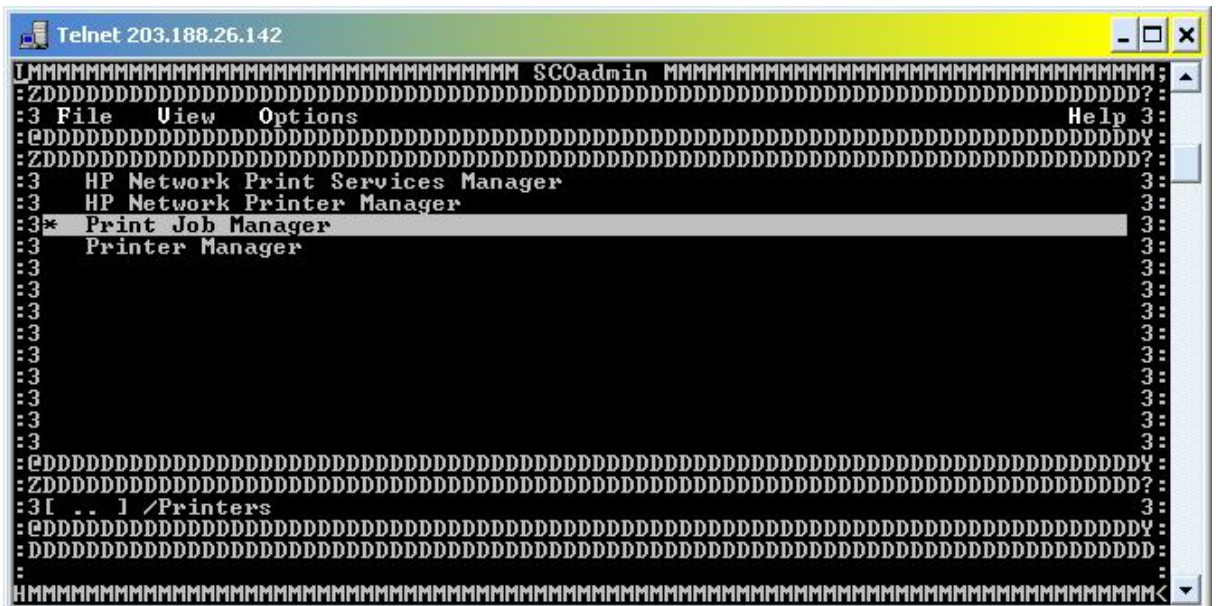 Telnet 203.188.26.142
IMMMMMMMMMMMMMMMMMMMMMMMMMMMMMMMMMM SCOadmin MMMMMMMMMMMMMMMMMMMMMMMMMMMMMMMMMM;
:ZDDDDDDDDDDDDDDDDDDDDDDDDDDDDDDDDDDDDDDDDDDDDDDDDDDDDDDDDDDDDDDDDDDDDDDDDDDDD?:
:3 File   View   Options                                                 Help 3:
:@DDDDDDDDDDDDDDDDDDDDDDDDDDDDDDDDDDDDDDDDDDDDDDDDDDDDDDDDDDDDDDDDDDDDDDDDDDDDY:
:ZDDDDDDDDDDDDDDDDDDDDDDDDDDDDDDDDDDDDDDDDDDDDDDDDDDDDDDDDDDDDDDDDDDDDDDDDDDDD?:
:3   HP Network Print Services Manager                                        3:
:3   HP Network Printer Manager                                               3:
:3*  Print Job Manager                                                        3:
:3   Printer Manager                                                          3:
:3                                                                            3:
:3                                                                            3:
:3                                                                            3:
:3                                                                            3:
:3                                                                            3:
:3                                                                            3:
:3                                                                            3:
:3                                                                            3:
:3                                                                            3:
:@DDDDDDDDDDDDDDDDDDDDDDDDDDDDDDDDDDDDDDDDDDDDDDDDDDDDDDDDDDDDDDDDDDDDDDDDDDDDY:
:ZDDDDDDDDDDDDDDDDDDDDDDDDDDDDDDDDDDDDDDDDDDDDDDDDDDDDDDDDDDDDDDDDDDDDDDDDDDDD?:
:3[ .. ] /Printers                                                            3:
:@DDDDDDDDDDDDDDDDDDDDDDDDDDDDDDDDDDDDDDDDDDDDDDDDDDDDDDDDDDDDDDDDDDDDDDDDDDDDY:
:DDDDDDDDDDDDDDDDDDDDDDDDDDDDDDDDDDDDDDDDDDDDDDDDDDDDDDDDDDDDDDDDDDDDDDDDDDDDDD:
:                                                                              :
HMMMMMMMMMMMMMMMMMMMMMMMMMMMMMMMMMMMMMMMMMMMMMMMMMMMMMMMMMMMMMMMMMMMMMMMMMMMMMM<